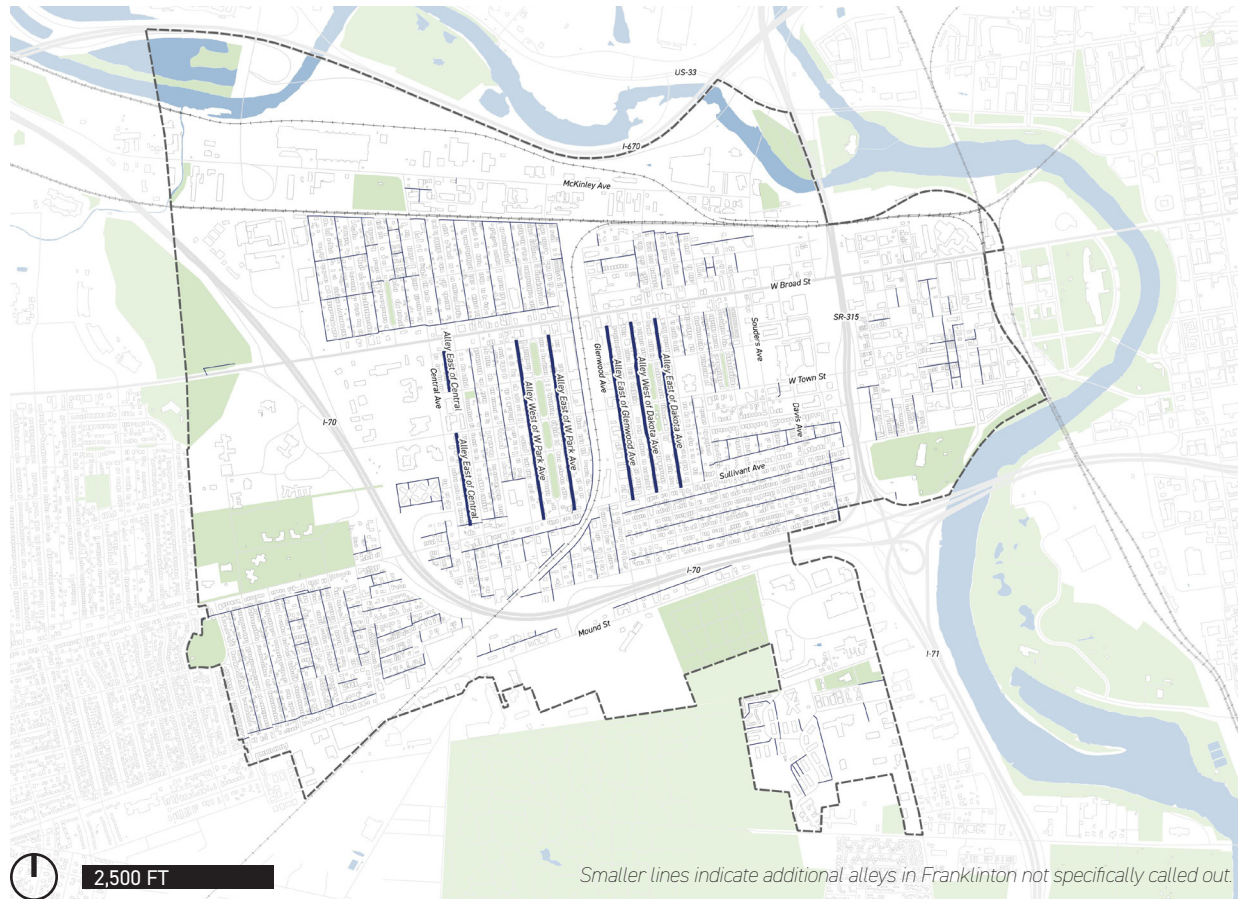 US-33
I-670
McKinley Ave
W Broad St
Souders Ave
SR-315
Glenwood Ave
Alley East of Central
Central Ave
Alley West of W Park Ave
Alley East of W Park Ave
Alley East of Glenwood Ave
Alley West of Dakota Ave
Alley East of Dakota Ave
W Town St
Davis Ave
I-70
Alley East of Central
Sullivant Ave
I-70
Mound St
I-71
2,500 FT
Smaller lines indicate additional alleys in Franklinton not specifically called out.